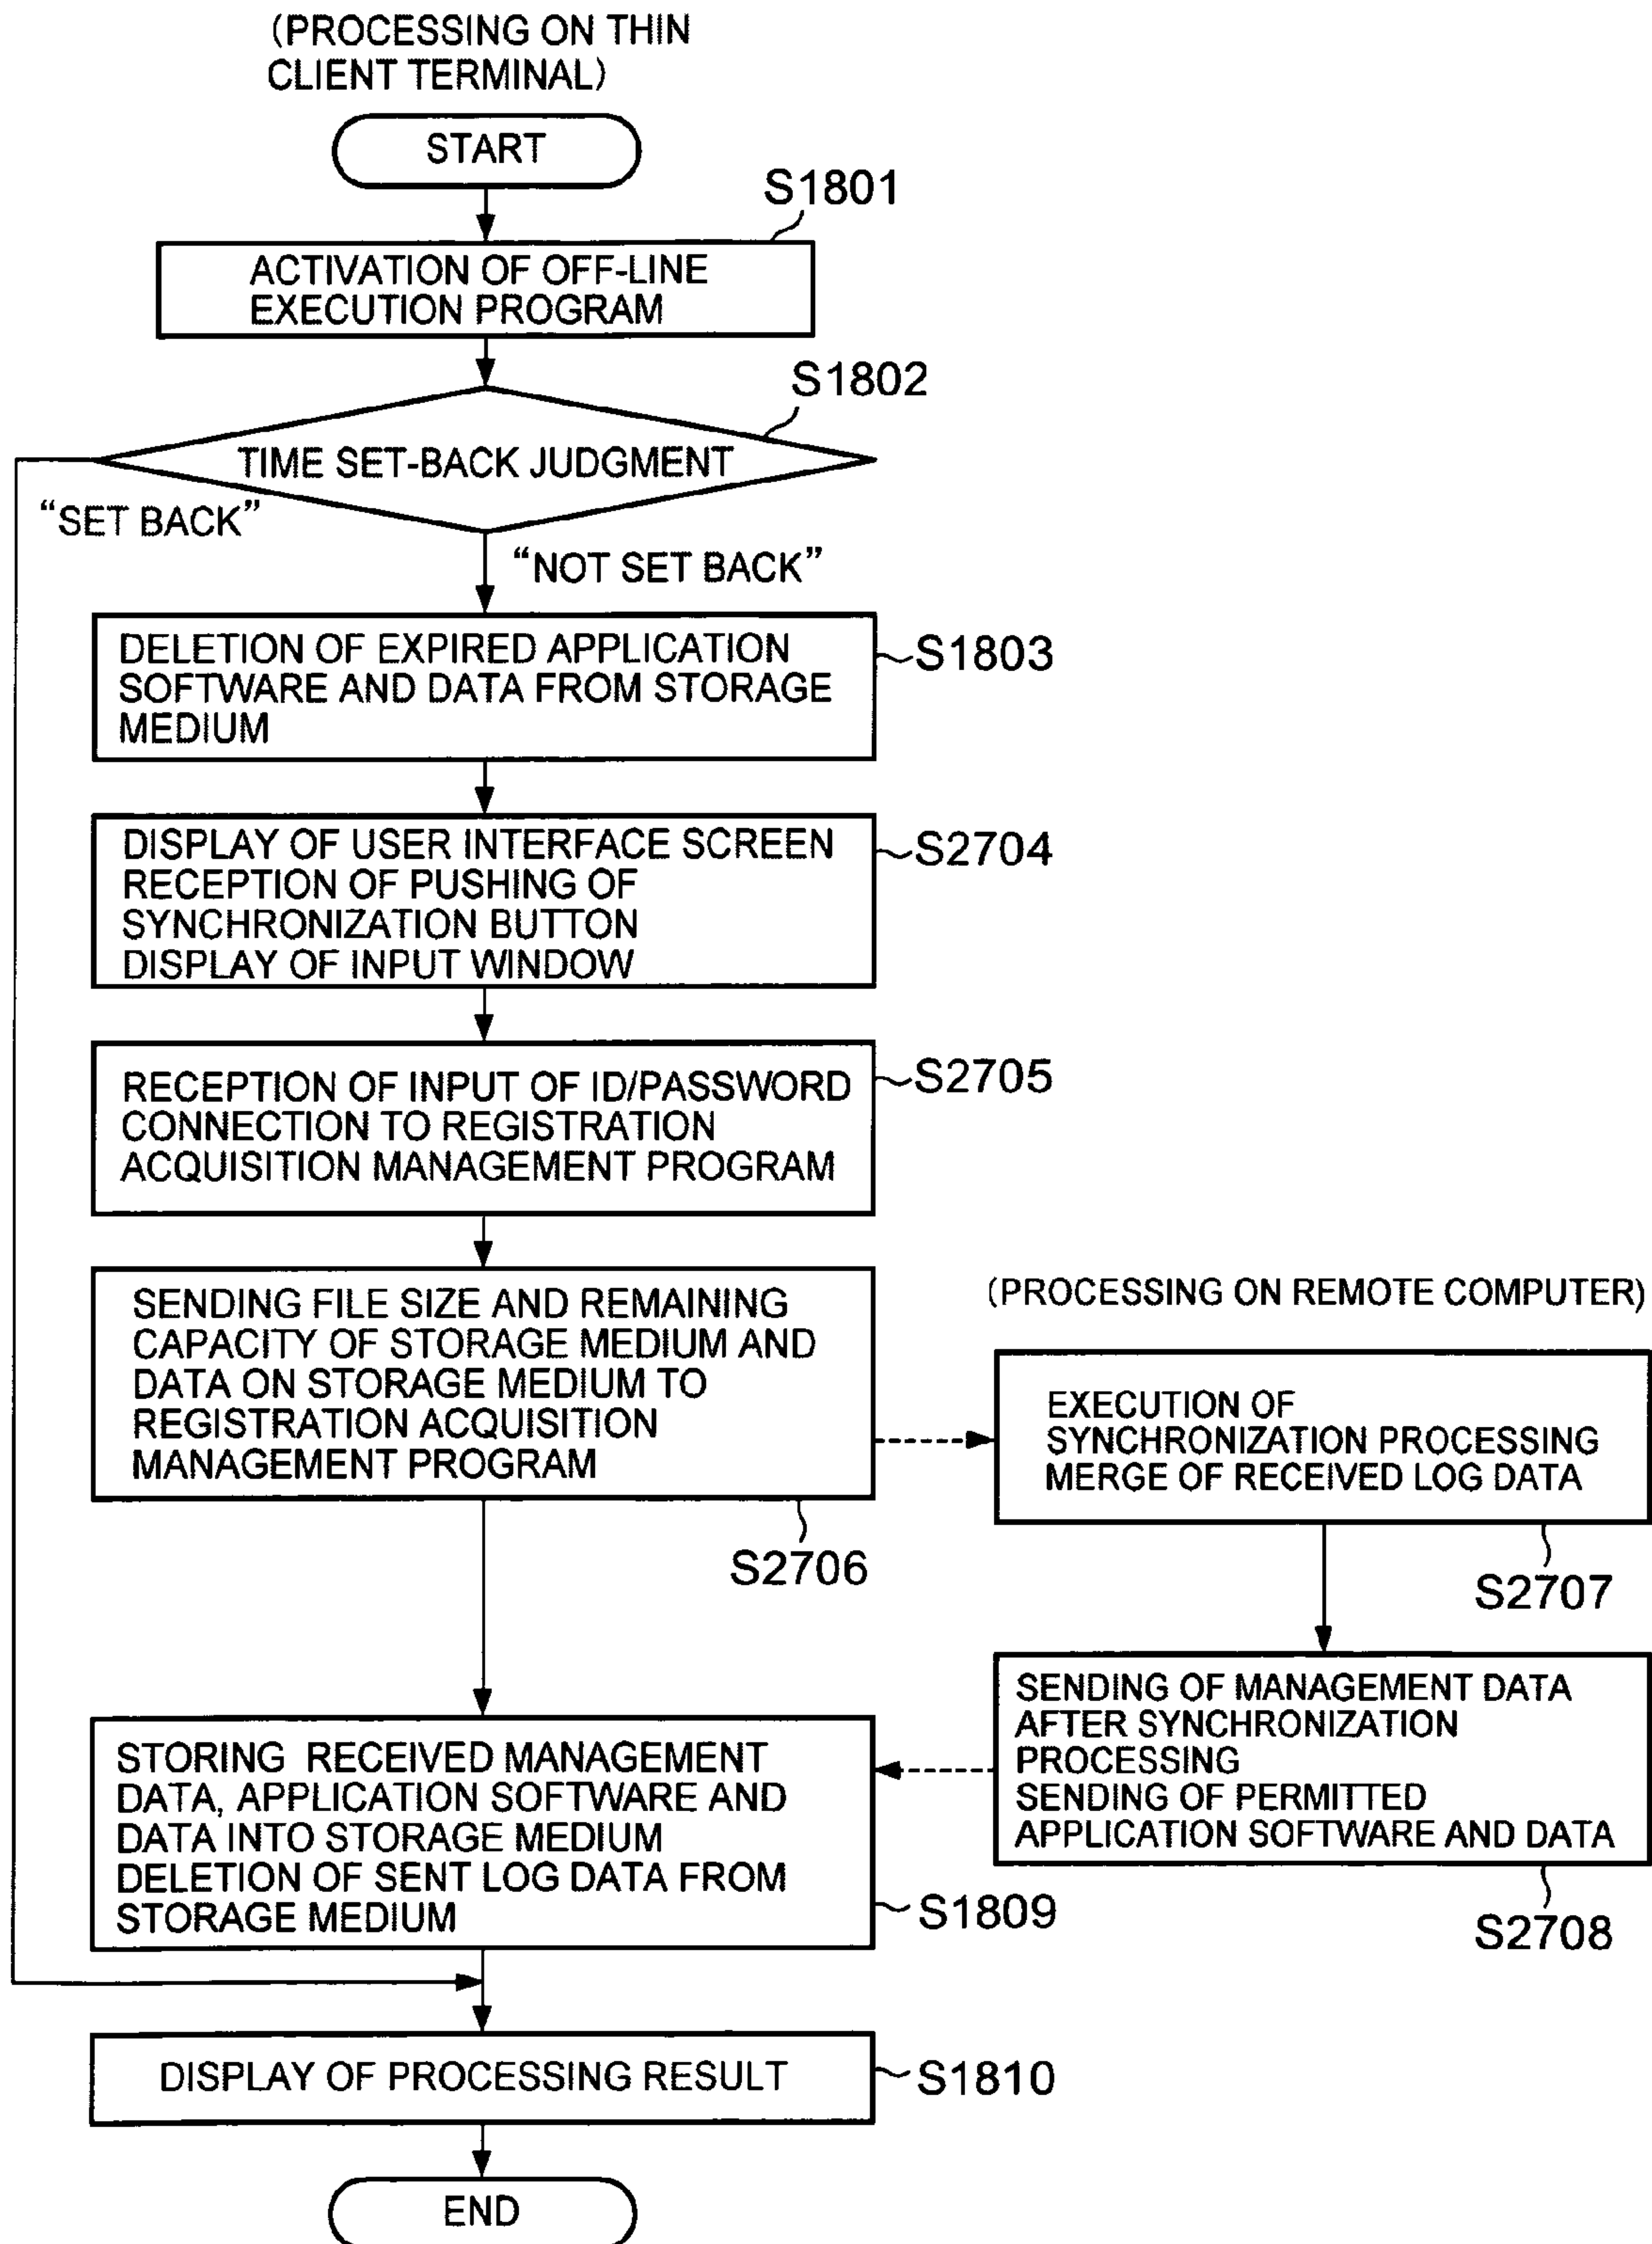 (PROCESSING ON THIN
CLIENT TERMINAL)
START
S1801
ACTIVATION OF OFF-LINE
EXECUTION PROGRAM
S1802
TIME SET-BACK JUDGMENT
“SET BACK”
“NOT SET BACK”
DELETION OF EXPIRED APPLICATION
SOFTWARE AND DATA FROM STORAGE
MEDIUM
S1803
DISPLAY OF USER INTERFACE SCREEN
RECEPTION OF PUSHING OF
SYNCHRONIZATION BUTTON
DISPLAY OF INPUT WINDOW
S2704
RECEPTION OF INPUT OF ID/PASSWORD
CONNECTION TO REGISTRATION
ACQUISITION MANAGEMENT PROGRAM
S2705
SENDING FILE SIZE AND REMAINING
CAPACITY OF STORAGE MEDIUM AND
DATA ON STORAGE MEDIUM TO
REGISTRATION ACQUISITION
MANAGEMENT PROGRAM
S2706
(PROCESSING ON REMOTE COMPUTER)
EXECUTION OF
SYNCHRONIZATION PROCESSING
MERGE OF RECEIVED LOG DATA
S2707
SENDING OF MANAGEMENT DATA
AFTER SYNCHRONIZATION
PROCESSING
SENDING OF PERMITTED
APPLICATION SOFTWARE AND DATA
S2708
STORING RECEIVED MANAGEMENT
DATA, APPLICATION SOFTWARE AND
DATA INTO STORAGE MEDIUM
DELETION OF SENT LOG DATA FROM
STORAGE MEDIUM
S1809
DISPLAY OF PROCESSING RESULT
S1810
END